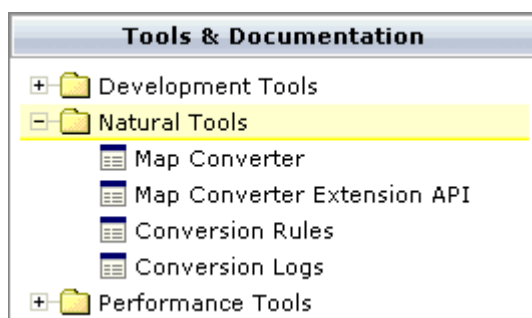 Tools & Documentation
Development Tools
Natural Tools
Map Converter
Map Converter Extension API
Conversion Rules
Conversion Logs
Performance Tools